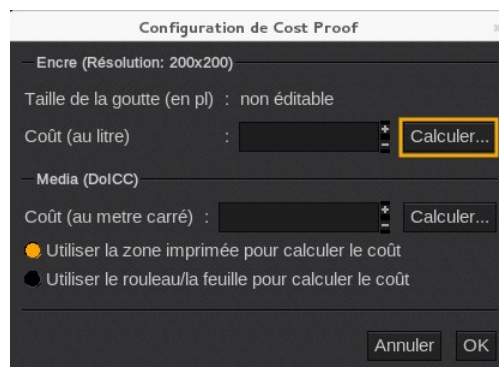 Configuration de Cost Proof
Encre (Résolution: 200x200)
Taille de la goutte (en pl) : non éditable
Coût (au litre) : + - Calculer...
Media (DolCC)
Coût (au metre carré) : + - Calculer...
Utiliser la zone imprimée pour calculer le coût
Utiliser le rouleau/la feuille pour calculer le coût
Annuler OK